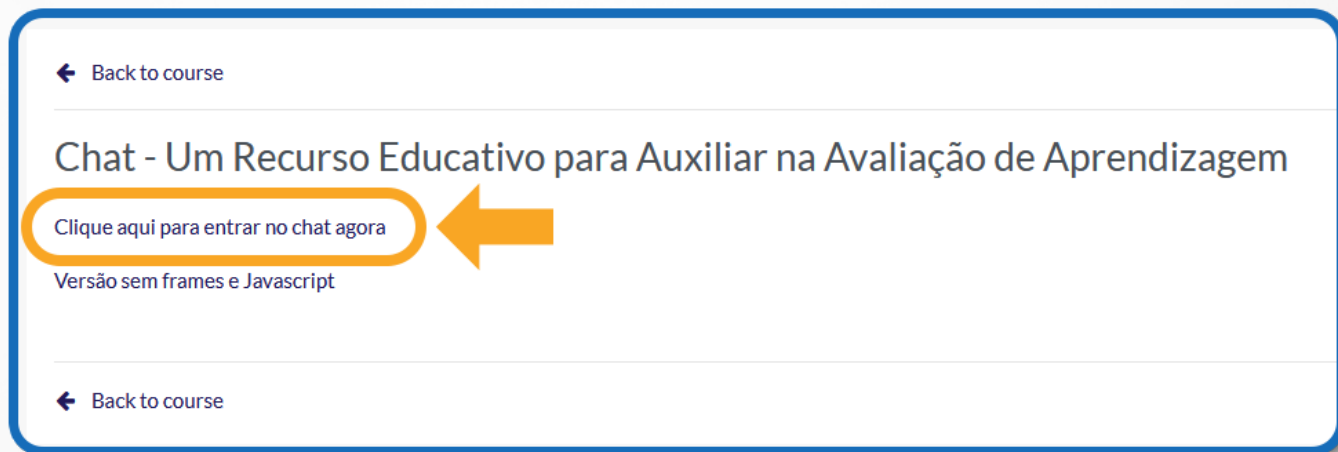 Back to course
Chat - Um Recurso Educativo para Auxiliar na Avaliação de Aprendizagem
Clique aqui para entrar no chat agora
Versão sem frames e Javascript
Back to course